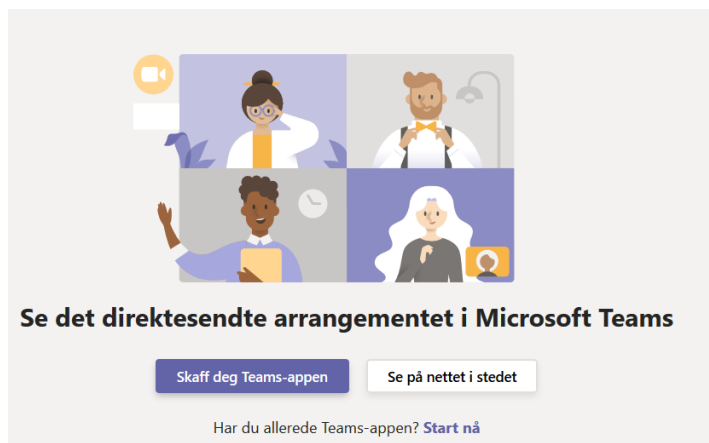 Se det direktesendte arrangementet i Microsoft Teams
Skaff deg Teams-appen
Se på nettet i stedet
Har du allerede Teams-appen? Start nå